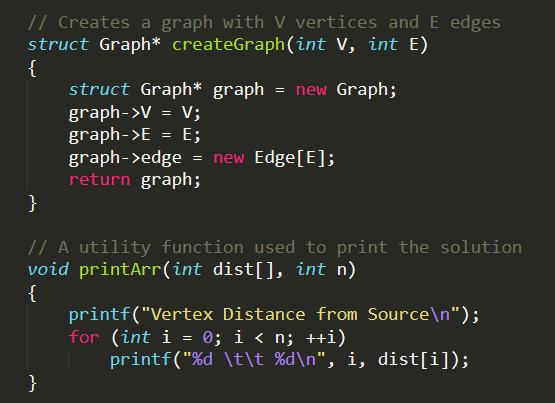 // Creates a graph with V vertices and E edges
struct Graph* createGraph(int V, int E)
{
    struct Graph* graph = new Graph;
    graph->V = V;
    graph->E = E;
    graph->edge = new Edge[E];
    return graph;
}

// A utility function used to print the solution
void printArr(int dist[], int n)
{
    printf("Vertex Distance from Source\n");
    for (int i = 0; i < n; ++i)
        printf("%d \t\t %d\n", i, dist[i]);
}